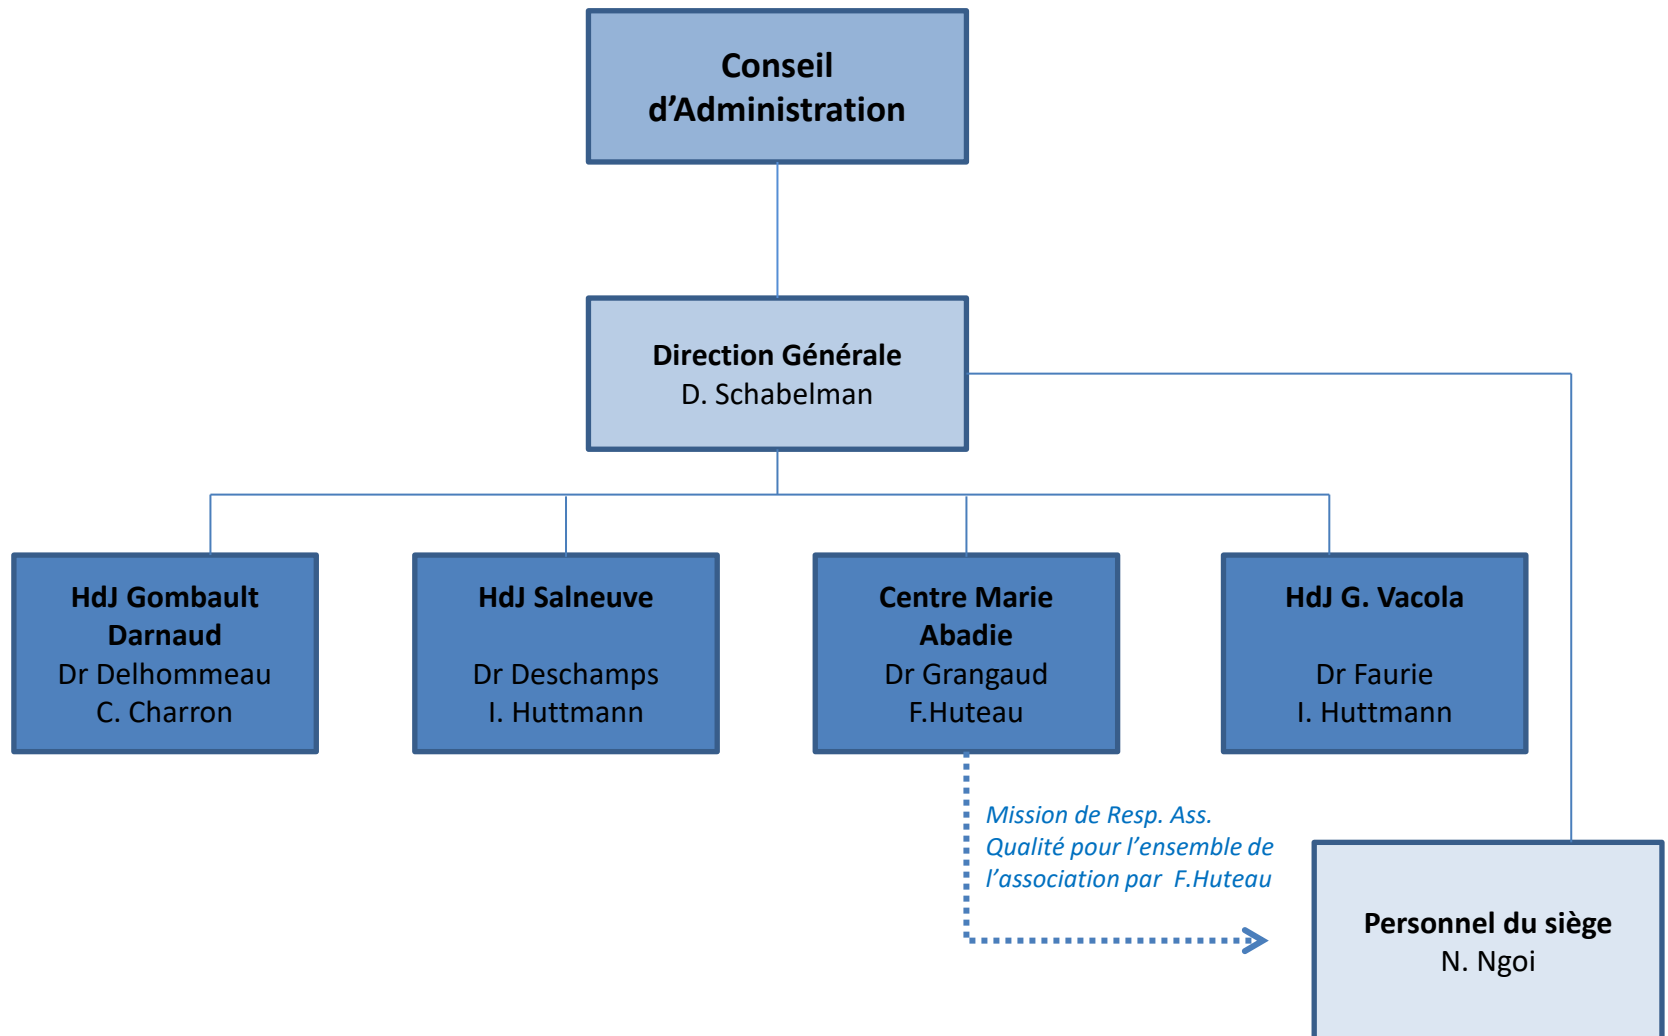 Conseil
d’Administration
Direction Générale
D. Schabelman
HdJ Gombault
Darnaud
Dr Delhommeau
C. Charron
HdJ Salneuve
Dr Deschamps
I. Huttmann
Centre Marie
Abadie
Dr Grangaud
F.Huteau
HdJ G. Vacola
Dr Faurie
I. Huttmann
Mission de Resp. Ass.
Qualité pour l’ensemble de
l’association par F.Huteau
Personnel du siège
N. Ngoi